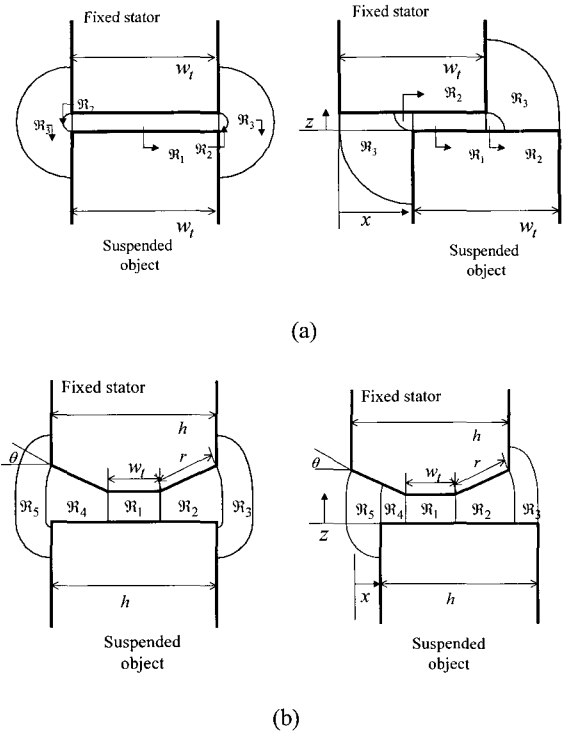 Fixed stator
w_t
ℜ_2
ℜ_3
ℜ_3
ℜ_1
ℜ_2
w_t
Suspended
object
Fixed stator
w_t
ℜ_2
ℜ_3
z
ℜ_3
ℜ_1
ℜ_2
x
w_t
Suspended
object
(a)
Fixed stator
h
θ
w_t
r
ℜ_5
ℜ_4
ℜ_1
ℜ_2
ℜ_3
h
Suspended
object
Fixed stator
h
θ
w_t
r
ℜ_5
ℜ_4
ℜ_1
ℜ_2
ℜ_3
z
x
h
Suspended
object
(b)